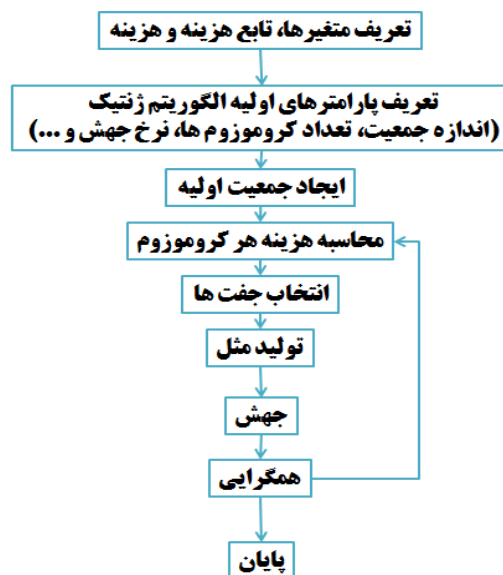 تعریف متغیرها، تابع هزینه و هزینه
تعریف پارامترهای اولیه الگوریتم ژنتیک
(اندازه جمعیت، تعداد کروموزوم ها، نرخ جهش و ...)
ایجاد جمعیت اولیه
محاسبه هزینه هر کروموزوم
انتخاب جفت ها
تولید مثل
جهش
همگرایی
پایان